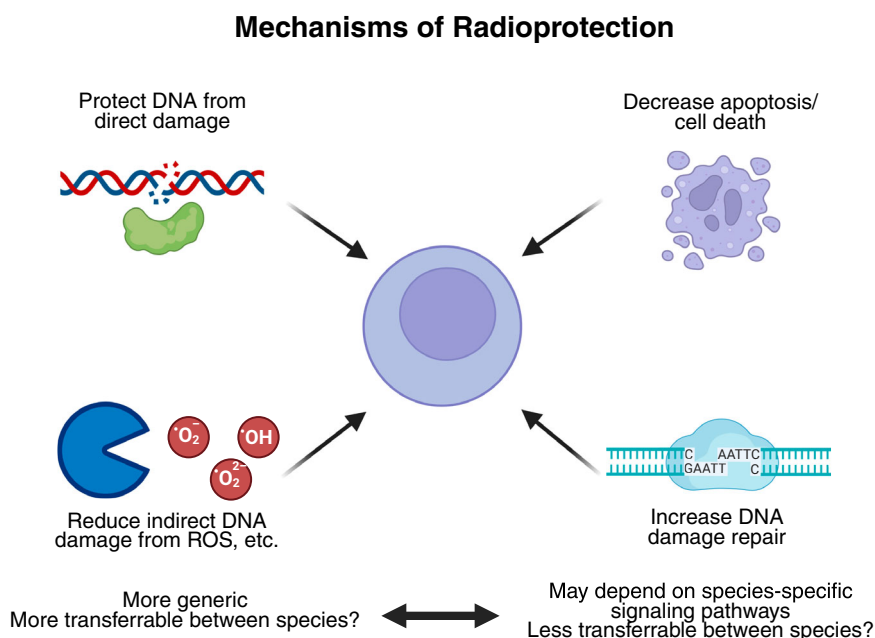 Mechanisms of Radioprotection
Protect DNA from
direct damage
Decrease apoptosis/
cell death
•O₂⁻
•OH
•O₂²⁻
Reduce indirect DNA
damage from ROS, etc.
C AATTC
GAATT C
Increase DNA
damage repair
More generic
More transferrable between species?
May depend on species-specific
signaling pathways
Less transferrable between species?